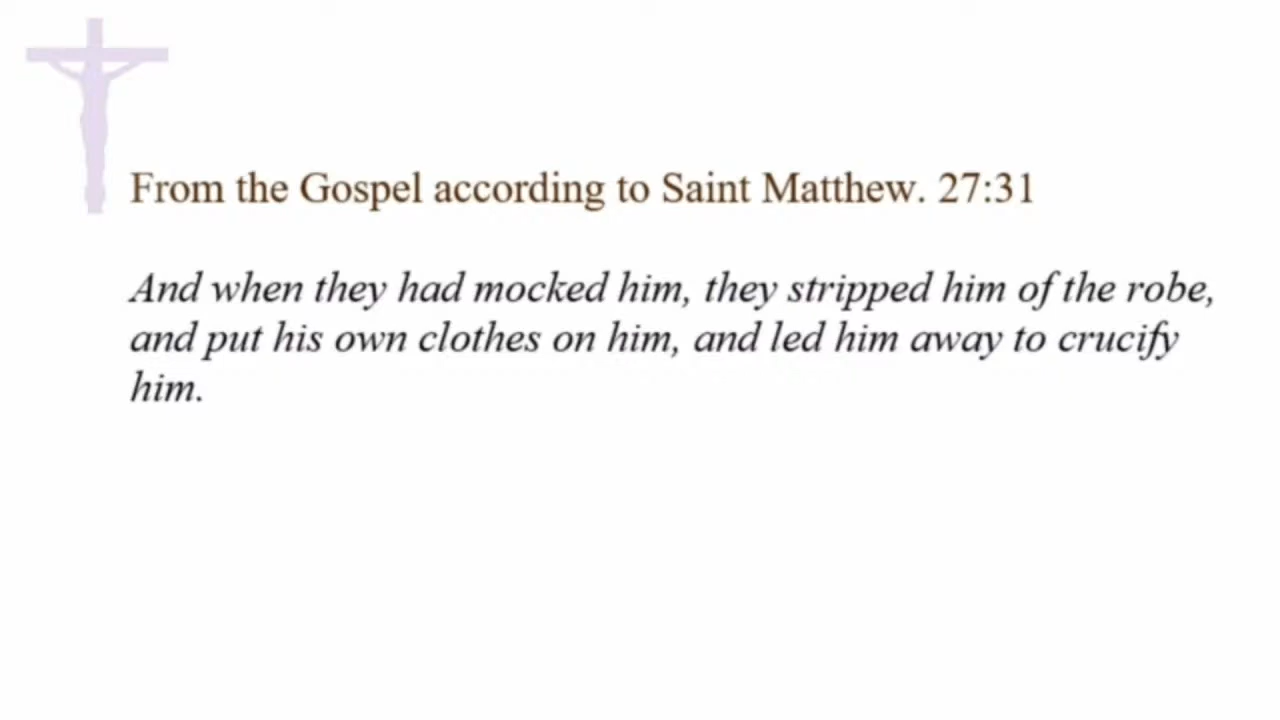 From the Gospel according to Saint Matthew. 27:31
And when they had mocked him, they stripped him of the robe,
and put his own clothes on him, and led him away to crucify
him.